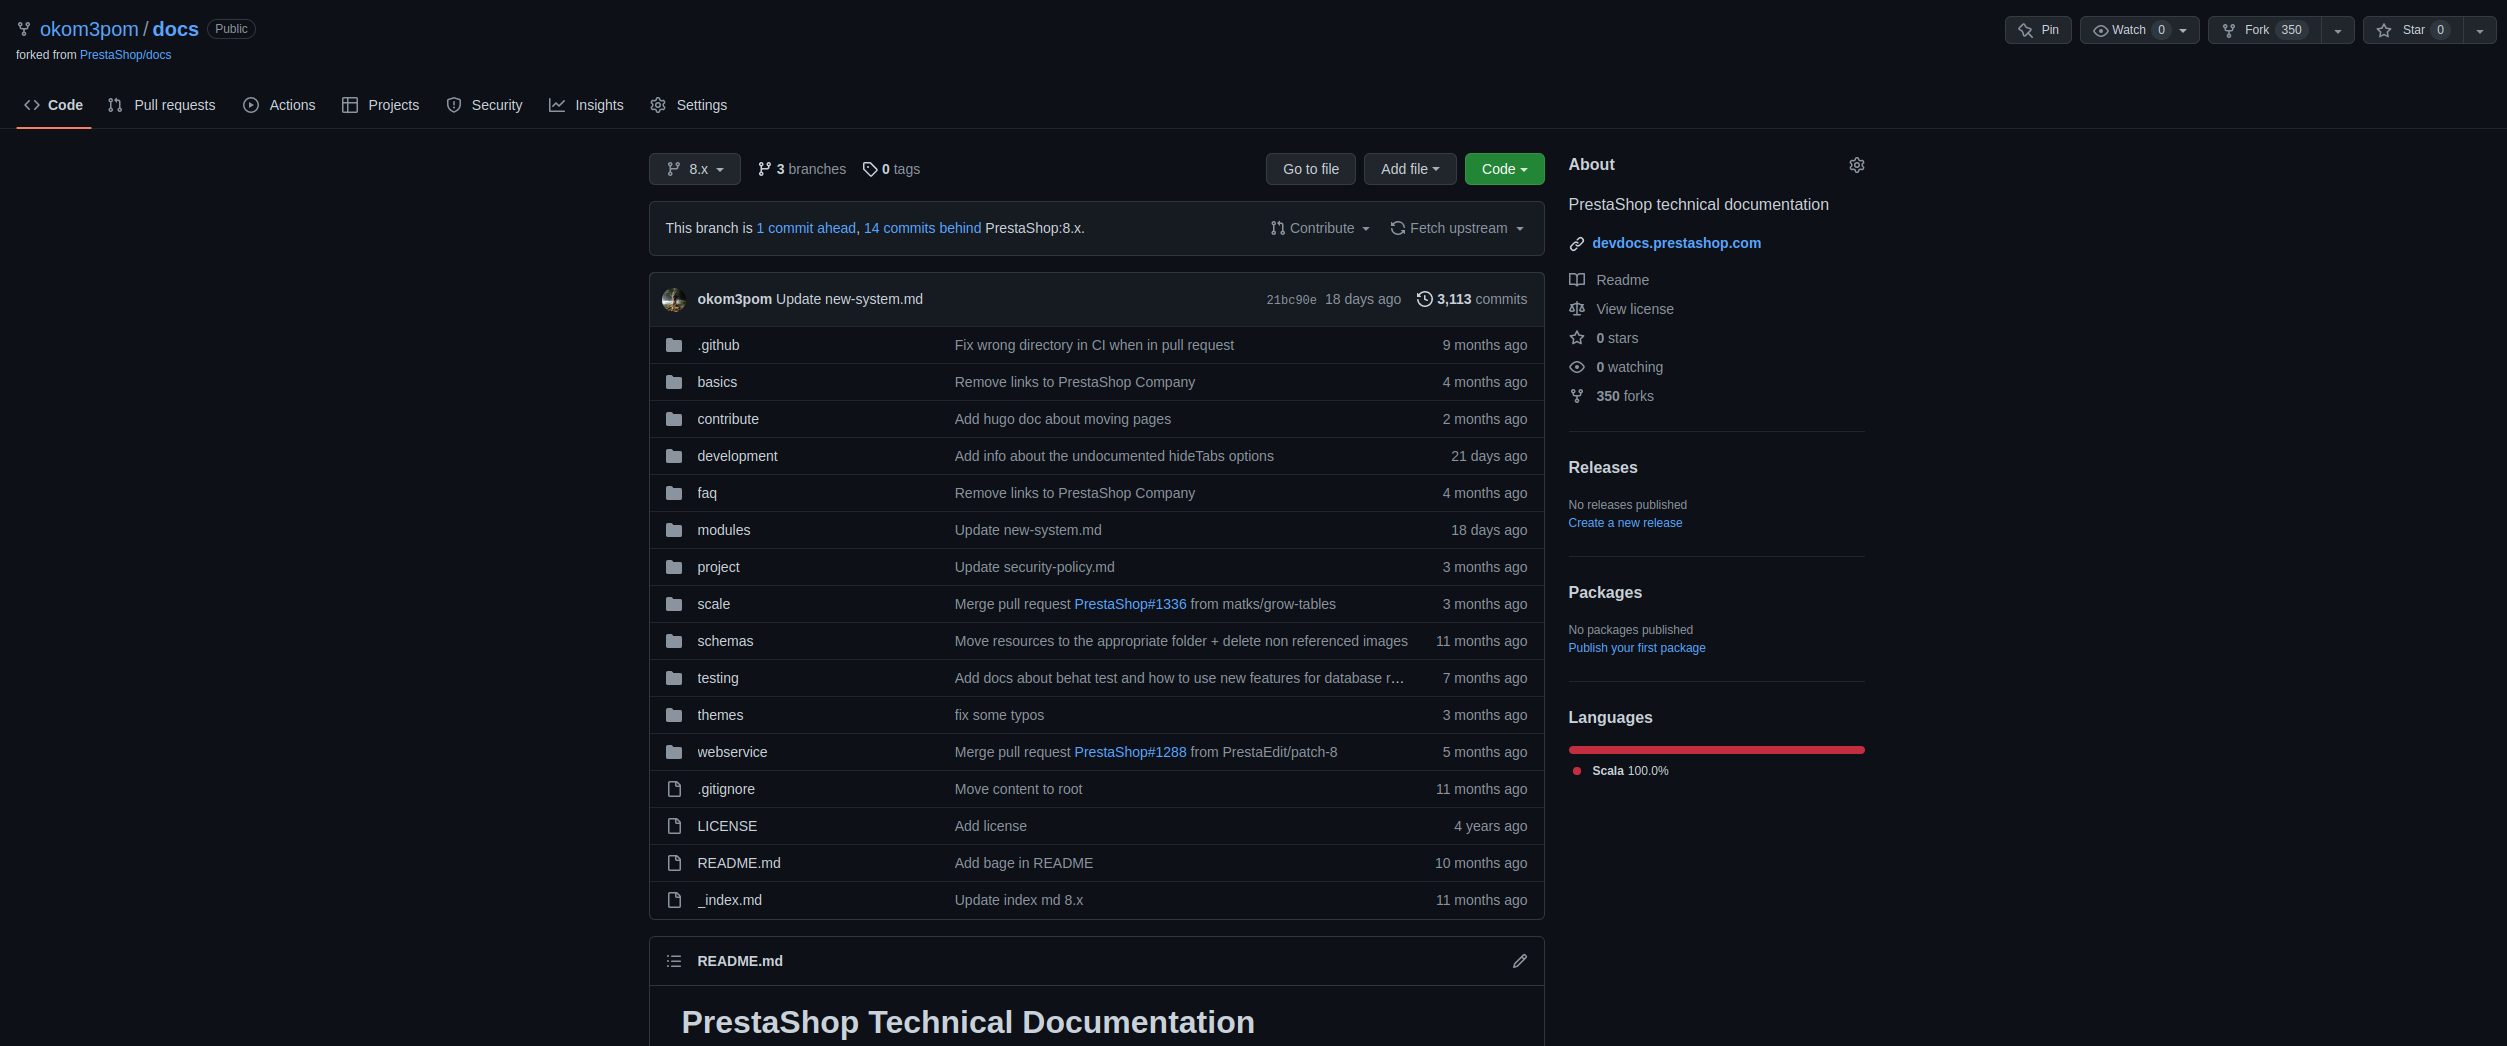 okom3pom / docs Public
Pin Watch 0 Fork 350 Star 0
forked from PrestaShop/docs
Code Pull requests Actions Projects Security Insights Settings
8.x 3 branches 0 tags Go to file Add file Code
This branch is 1 commit ahead, 14 commits behind PrestaShop:8.x. Contribute Fetch upstream
okom3pom Update new-system.md 21bc90e 18 days ago 3,113 commits
.github Fix wrong directory in CI when in pull request 9 months ago
basics Remove links to PrestaShop Company 4 months ago
contribute Add hugo doc about moving pages 2 months ago
development Add info about the undocumented hideTabs options 21 days ago
faq Remove links to PrestaShop Company 4 months ago
modules Update new-system.md 18 days ago
project Update security-policy.md 3 months ago
scale Merge pull request PrestaShop#1336 from matks/grow-tables 3 months ago
schemas Move resources to the appropriate folder + delete non referenced images 11 months ago
testing Add docs about behat test and how to use new features for database r... 7 months ago
themes fix some typos 3 months ago
webservice Merge pull request PrestaShop#1288 from PrestaEdit/patch-8 5 months ago
.gitignore Move content to root 11 months ago
LICENSE Add license 4 years ago
README.md Add bage in README 10 months ago
_index.md Update index md 8.x 11 months ago
README.md
PrestaShop Technical Documentation
About
PrestaShop technical documentation
devdocs.prestashop.com
Readme
View license
0 stars
0 watching
350 forks
Releases
No releases published
Create a new release
Packages
No packages published
Publish your first package
Languages
Scala 100.0%